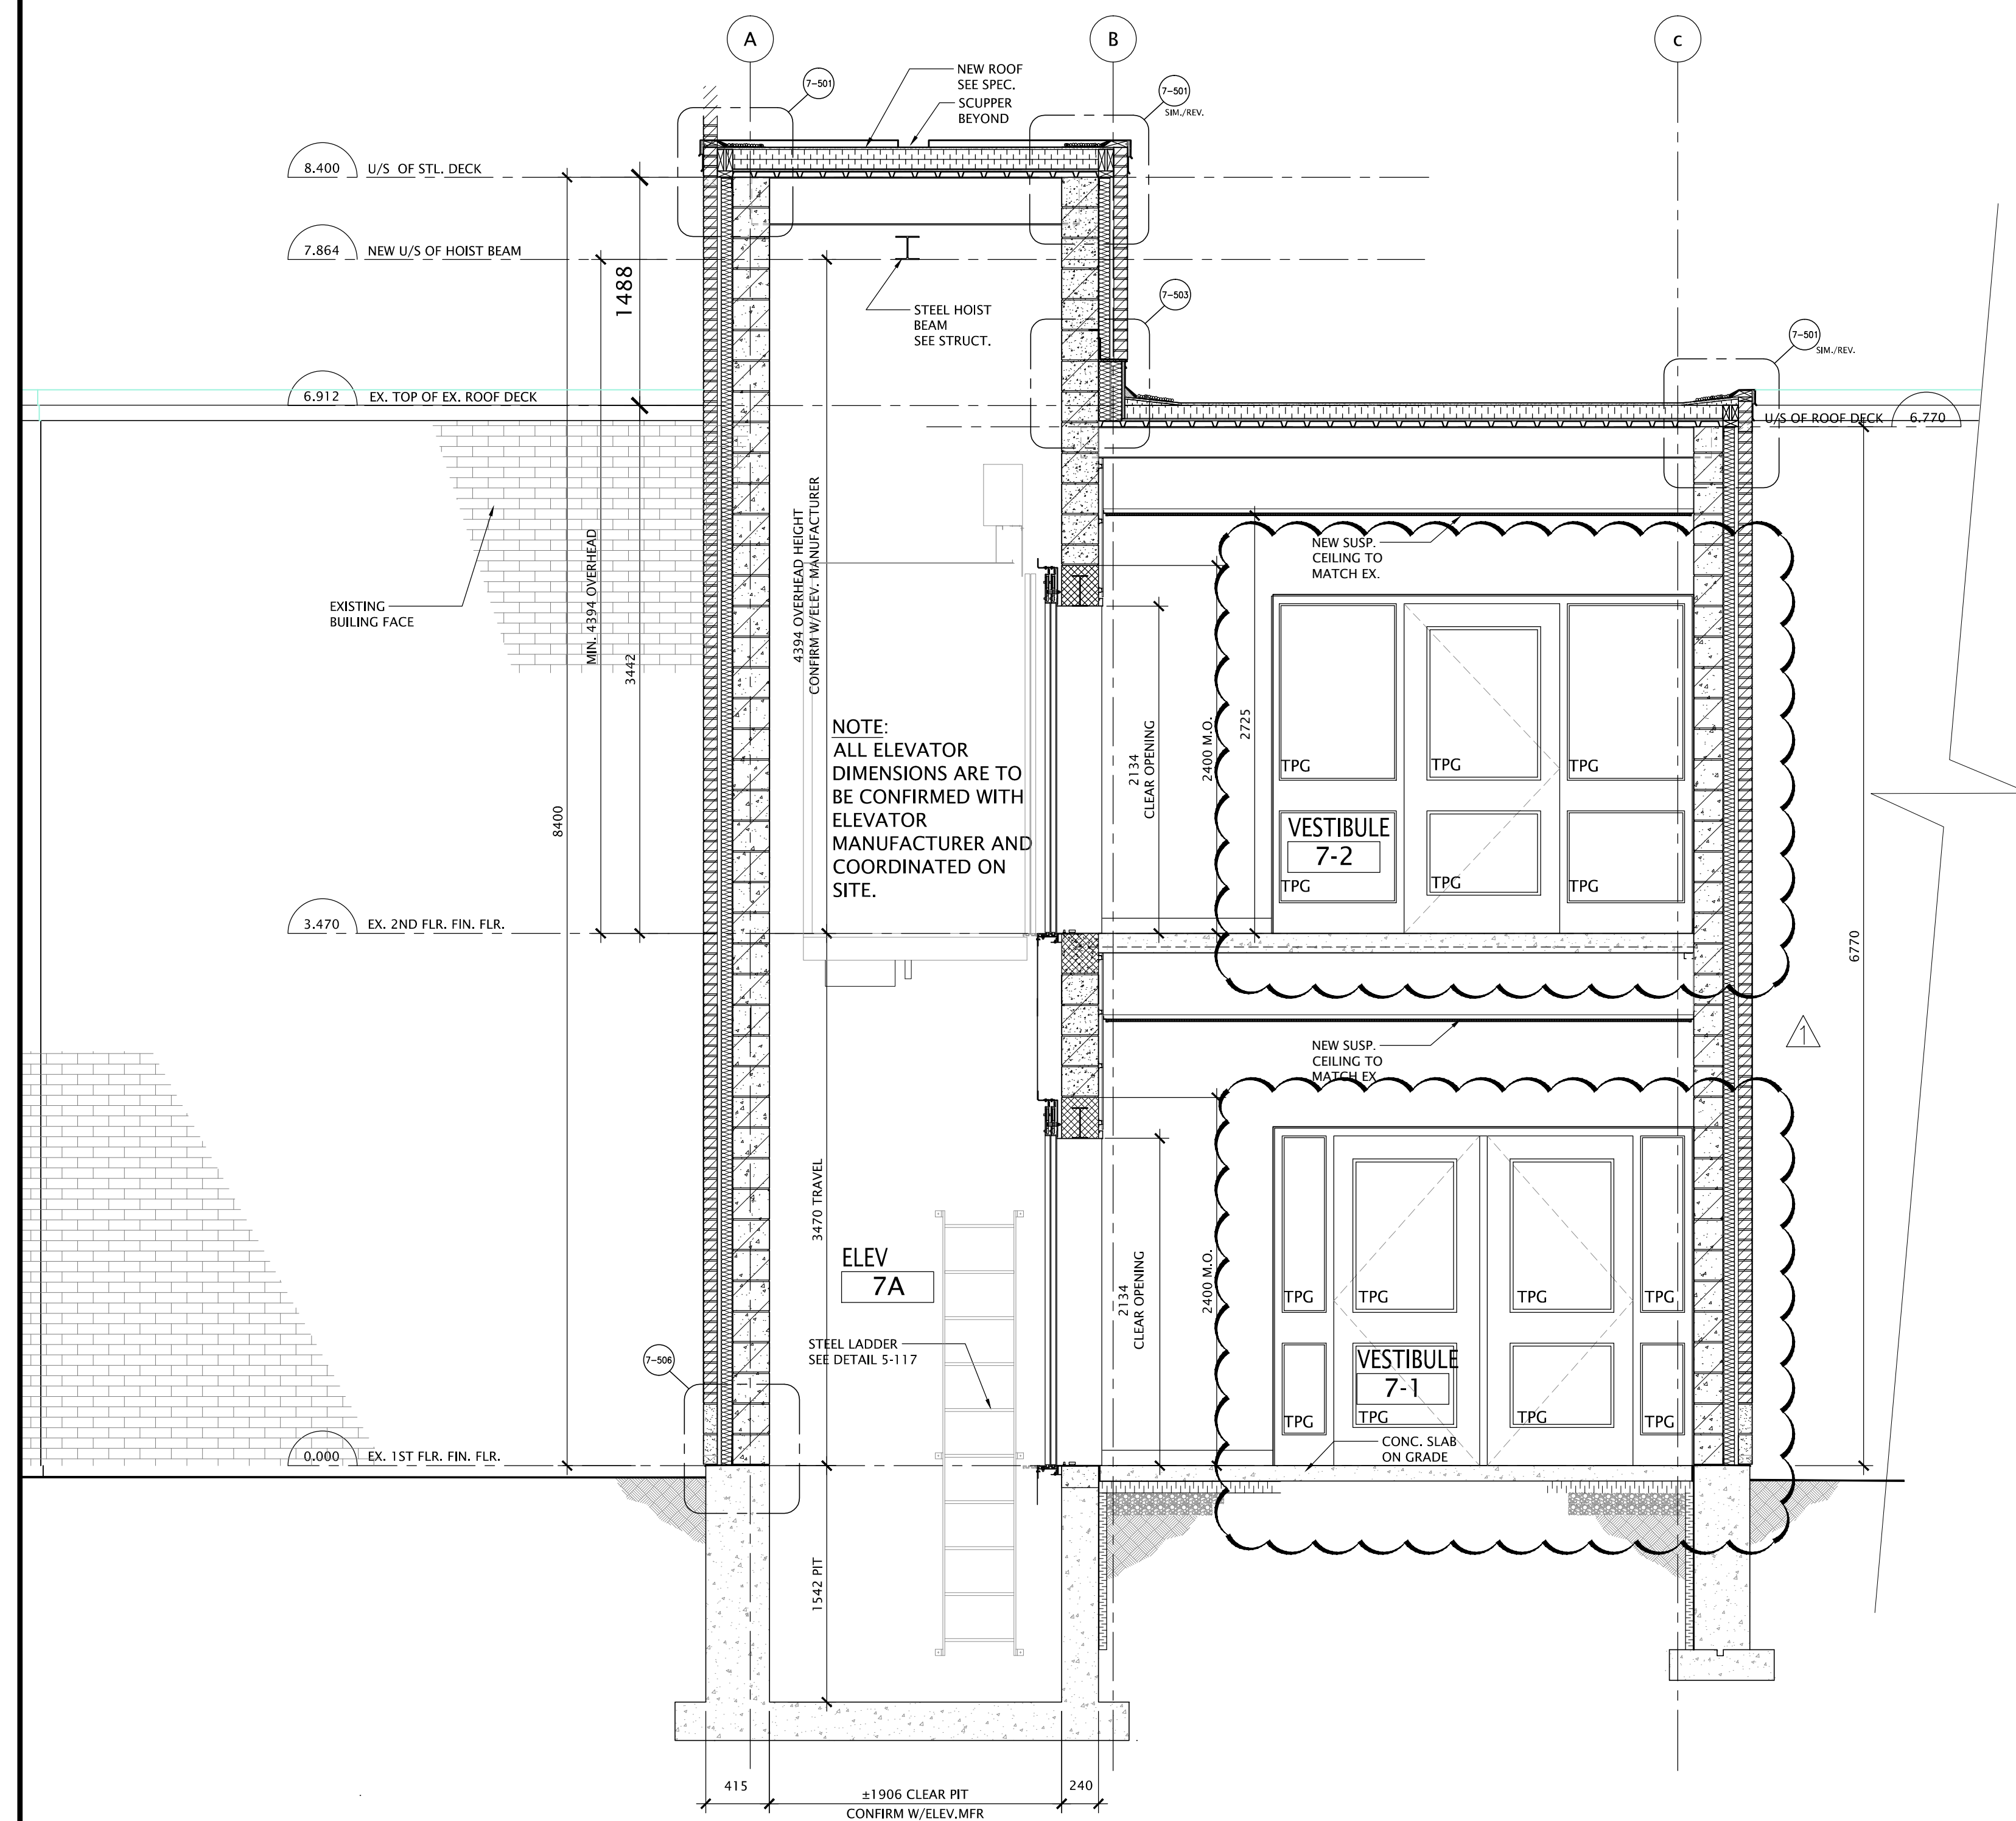 A
B
c
7-501
NEW ROOF
SEE SPEC.
SCUPPER
BEYOND
7-501
SIM./REV.
8.400 U/S OF STL. DECK
7.864 NEW U/S OF HOIST BEAM
1488
STEEL HOIST
BEAM
SEE STRUCT.
7-503
7-501
SIM./REV.
6.912 EX. TOP OF EX. ROOF DECK
U/S OF ROOF DECK 6.770
EXISTING
BUILING FACE
MIN. 4394 OVERHEAD
3442
4394 OVERHEAD HEIGHT
CONFIRM W/ELEV. MANUFACTURER
NEW SUSP.
CEILING TO
MATCH EX.
NOTE:
ALL ELEVATOR
DIMENSIONS ARE TO
BE CONFIRMED WITH
ELEVATOR
MANUFACTURER AND
COORDINATED ON
SITE.
8400
2134
CLEAR OPENING
2400 M.O.
2725
TPG
TPG
TPG
VESTIBULE
7-2
TPG
TPG
TPG
3.470 EX. 2ND FLR. FIN. FLR.
6770
1
NEW SUSP.
CEILING TO
MATCH EX
3470 TRAVEL
ELEV
7A
2134
CLEAR OPENING
2400 M.O.
TPG
TPG
TPG
TPG
STEEL LADDER
SEE DETAIL 5-117
7-506
VESTIBULE
7-1
TPG
TPG
TPG
TPG
CONC. SLAB
ON GRADE
0.000 EX. 1ST FLR. FIN. FLR.
1542 PIT
415
±1906 CLEAR PIT
CONFIRM W/ELEV.MFR
240